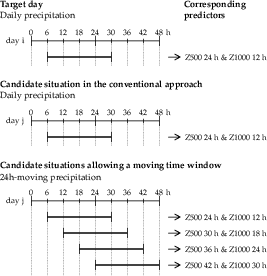 Target day Corresponding
Daily precipitation predictors
0 6 12 18 24 30 36 42 48 h
day i
Z500 24 h & Z1000 12 h
Candidate situation in the conventional approach
Daily precipitation
0 6 12 18 24 30 36 42 48 h
day j
Z500 24 h & Z1000 12 h
Candidate situations allowing a moving time window
24h-moving precipitation
0 6 12 18 24 30 36 42 48 h
day j
Z500 24 h & Z1000 12 h
Z500 30 h & Z1000 18 h
Z500 36 h & Z1000 24 h
Z500 42 h & Z1000 30 h